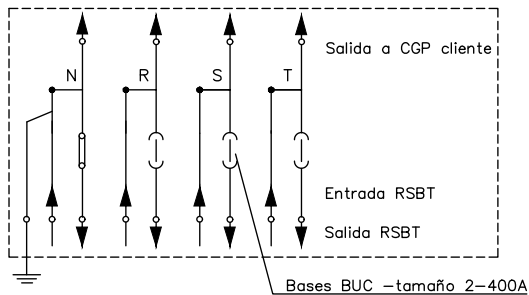 Salida a CGP cliente
N R S T
Entrada RSBT
Salida RSBT
Bases BUC -tamaño 2-400A